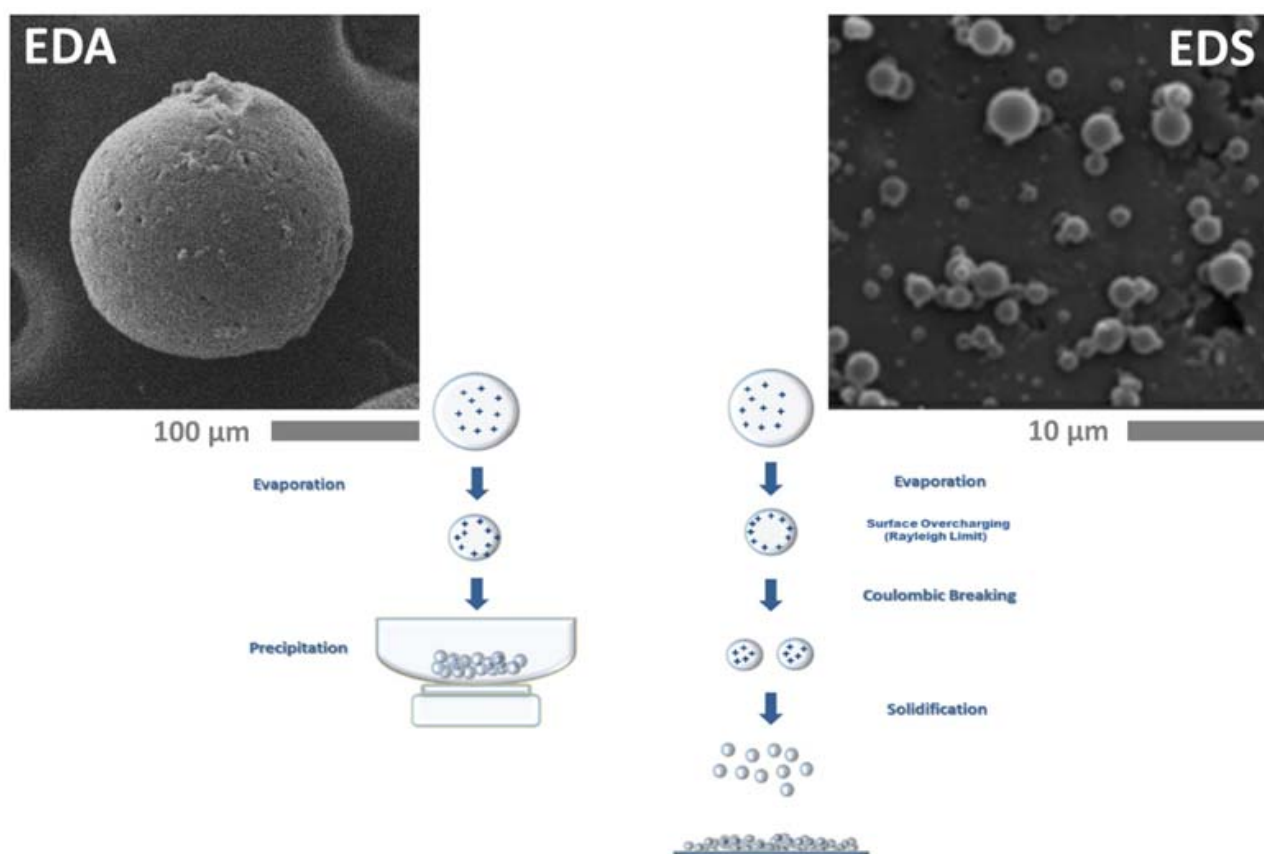 EDA
EDS
100 µm
10 µm
Evaporation
Evaporation
Surface Overcharging
(Rayleigh Limit)
Coulombic Breaking
Precipitation
Solidification